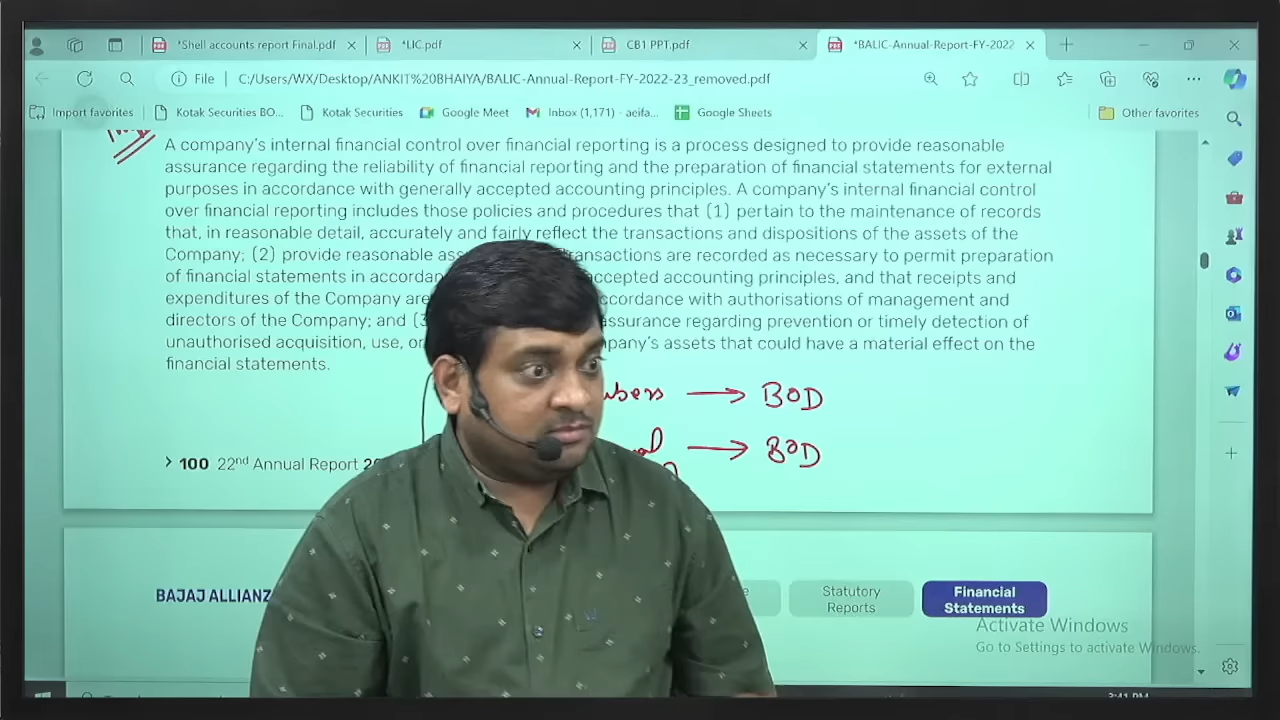 *Shell accounts report Final.pdf
*LIC.pdf
CB1 PPT.pdf
*BALIC-Annual-Report-FY-2022
File
C:/Users/WX/Desktop/ANKIT%20BHAIYA/BALIC-Annual-Report-FY-2022-23_removed.pdf
Import favorites
Kotak Securities BO...
Kotak Securities
Google Meet
Inbox (1,171) - aeifa...
Google Sheets
Other favorites
A company's internal financial control over financial reporting is a process designed to provide reasonable
assurance regarding the reliability of financial reporting and the preparation of financial statements for external
purposes in accordance with generally accepted accounting principles. A company's internal financial control
over financial reporting includes those policies and procedures that (1) pertain to the maintenance of records
that, in reasonable detail, accurately and fairly reflect the transactions and dispositions of the assets of the
Company; (2) provide reasonable transactions are recorded as necessary to permit preparation
of financial statements in accepted accounting principles, and that receipts and
expenditures of the Company are accordance with authorisations of management and
directors of the Company; and assurance regarding prevention or timely detection of
unauthorised acquisition, use, company's assets that could have a material effect on the
financial statements.
→ BOD
→ BOD
> 100 22nd Annual Report
BAJAJ ALLIANZ
Statutory
Reports
Financial
Statements
Activate Windows
Go to Settings to activate Windows.
3:41 PM